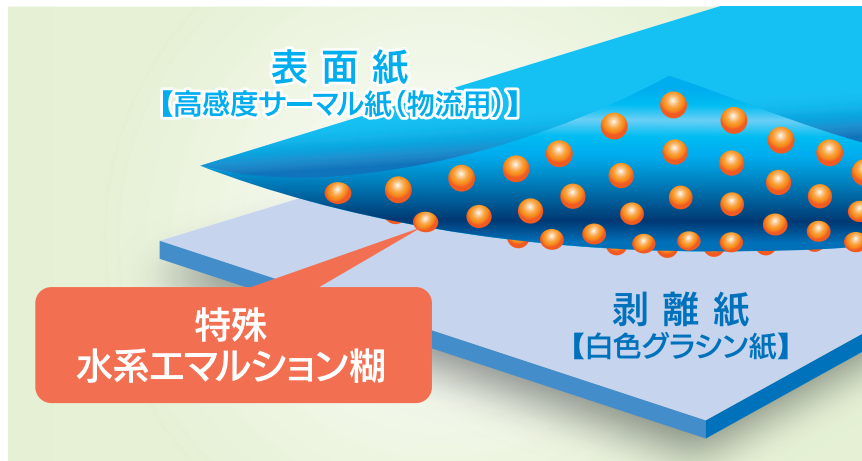 表面紙
【高感度サーマル紙(物流用)】
特殊
水系エマルション糊
剥離紙
【白色グラシン紙】